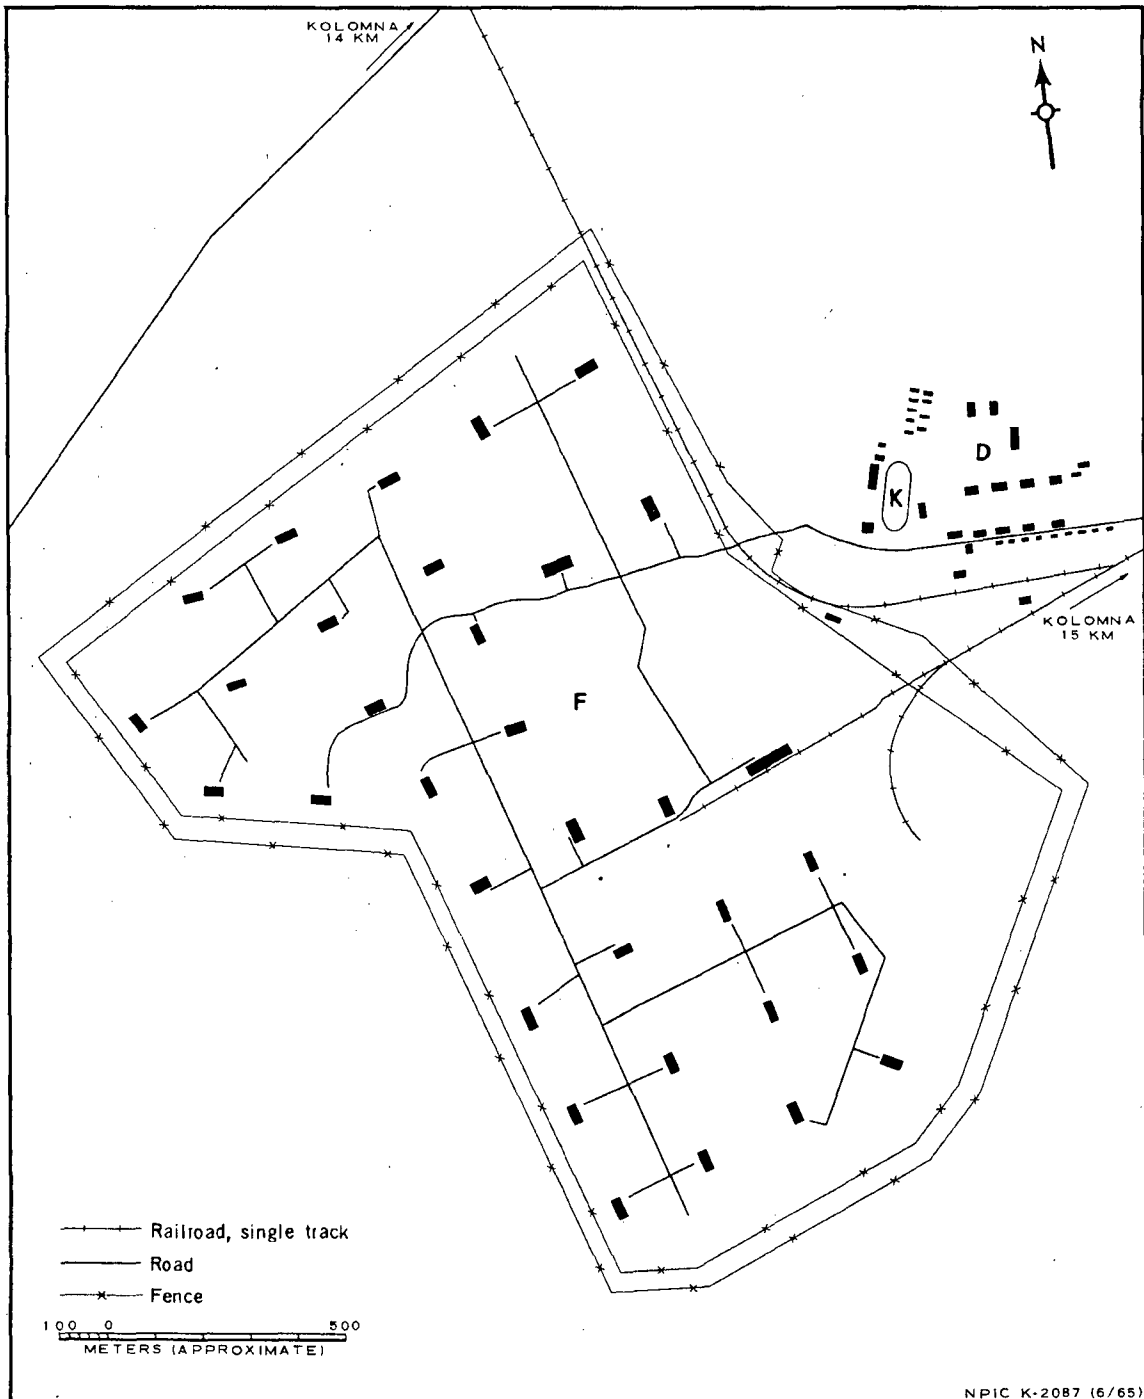 KOLOMNA
14 KM
N
D
K
KOLOMNA
15 KM
F
Railroad, single track
Road
Fence
100 0 500
METERS (APPROXIMATE)
NPIC K-2087 (6/65)